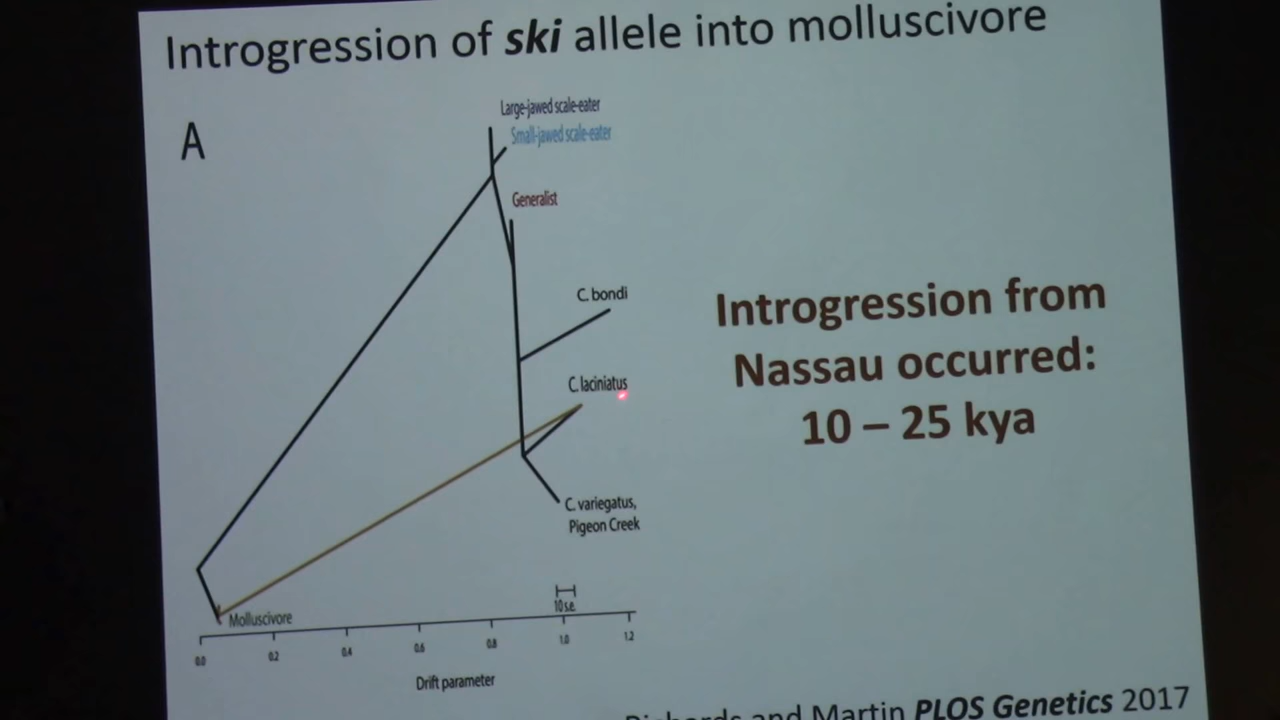 Introgression of ski allele into molluscivore
A
Large-jawed scale-eater
Small-jawed scale-eater
Generalist
C. bondi
C. laciniatus
C. variegatus,
Pigeon Creek
Introgression from
Nassau occurred:
10 – 25 kya
Molluscivore
10 s.e.
0.0 0.2 0.4 0.6 0.8 1.0 1.2
Drift parameter
Richards and Martin PLOS Genetics 2017